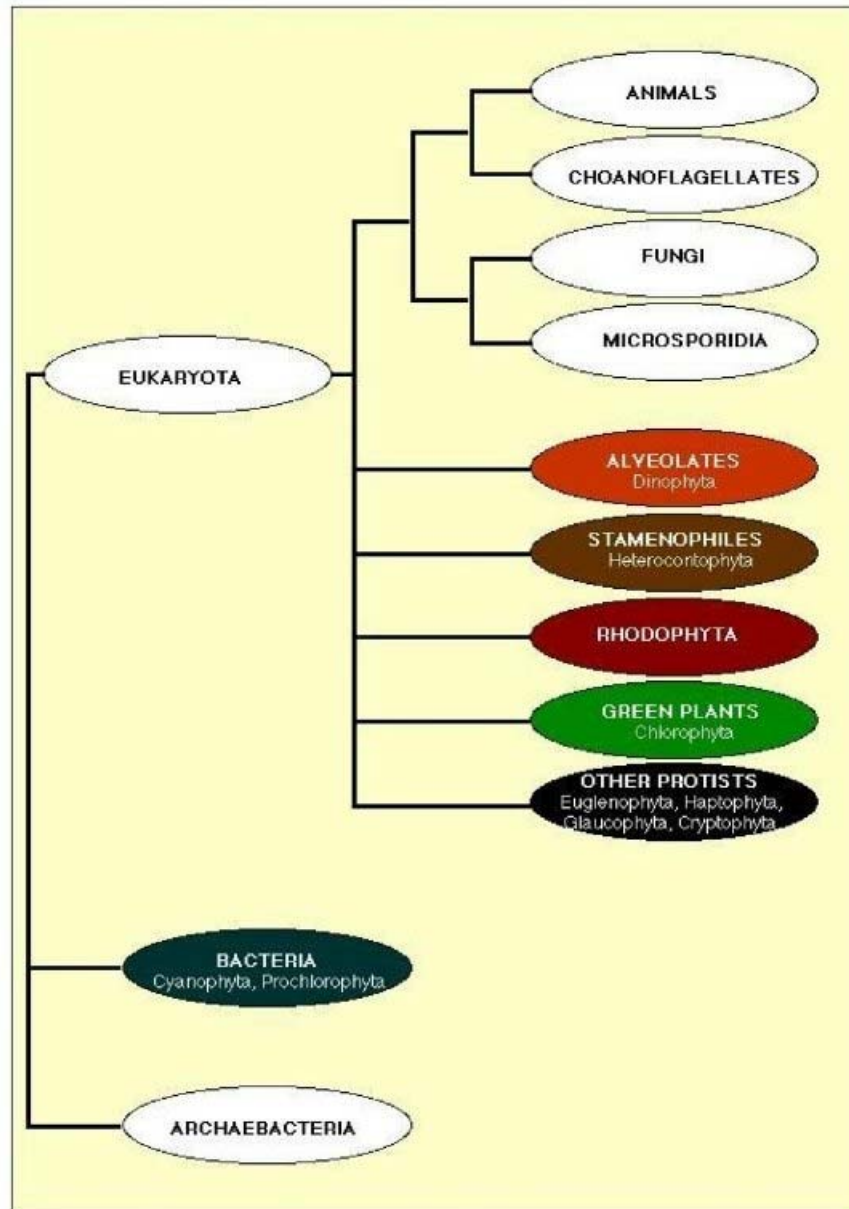 ANIMALS
CHOANOFLAGELLATES
FUNGI
MICROSPORIDIA
EUKARYOTA
ALVEOLATES
Dinophyta
STAMENOPHILES
Heterocontophyta
RHODOPHYTA
GREEN PLANTS
Chlorophyta
OTHER PROTISTS
Euglenophyta, Haptophyta,
Glaucophyta, Cryptophyta
BACTERIA
Cyanophyta, Prochlorophyta
ARCHAEBACTERIA